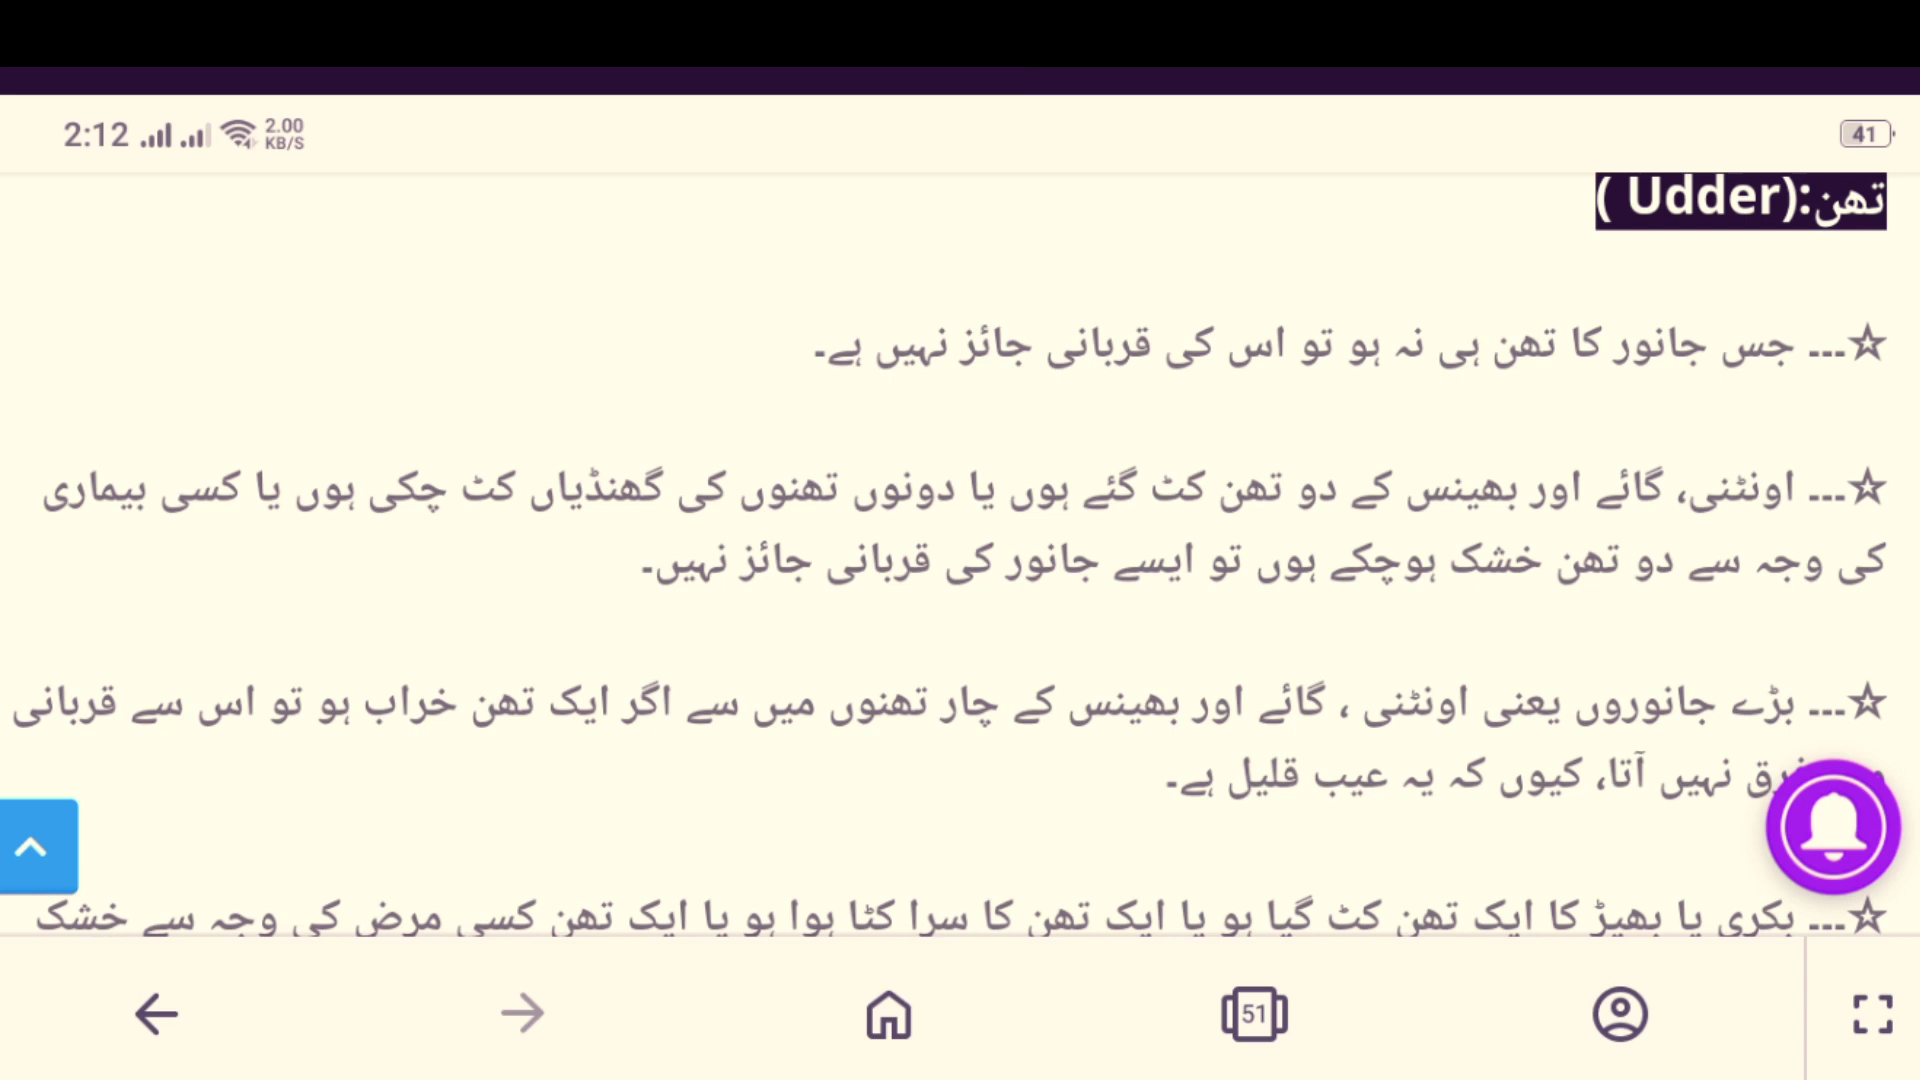 2:12
2.00
KB/S
41
تھن:(Udder )
☆--- جس جانور کا تھن ہی نہ ہو تو اس کی قربانی جائز نہیں ہے۔
☆--- اونٹنی، گائے اور بھینس کے دو تھن کٹ گئے ہوں یا دونوں تھنوں کی گھنڈیاں کٹ چکی ہوں یا کسی بیماری
کی وجہ سے دو تھن خشک ہوچکے ہوں تو ایسے جانور کی قربانی جائز نہیں۔
☆--- بڑے جانوروں یعنی اونٹنی ، گائے اور بھینس کے چار تھنوں میں سے اگر ایک تھن خراب ہو تو اس سے قربانی
فرق نہیں آتا، کیوں کہ یہ عیب قلیل ہے۔
☆--- بکری یا بھیڑ کا ایک تھن کٹ گیا ہو یا ایک تھن کا سرا کٹا ہوا ہو یا ایک تھن کسی مرض کی وجہ سے خشک
51